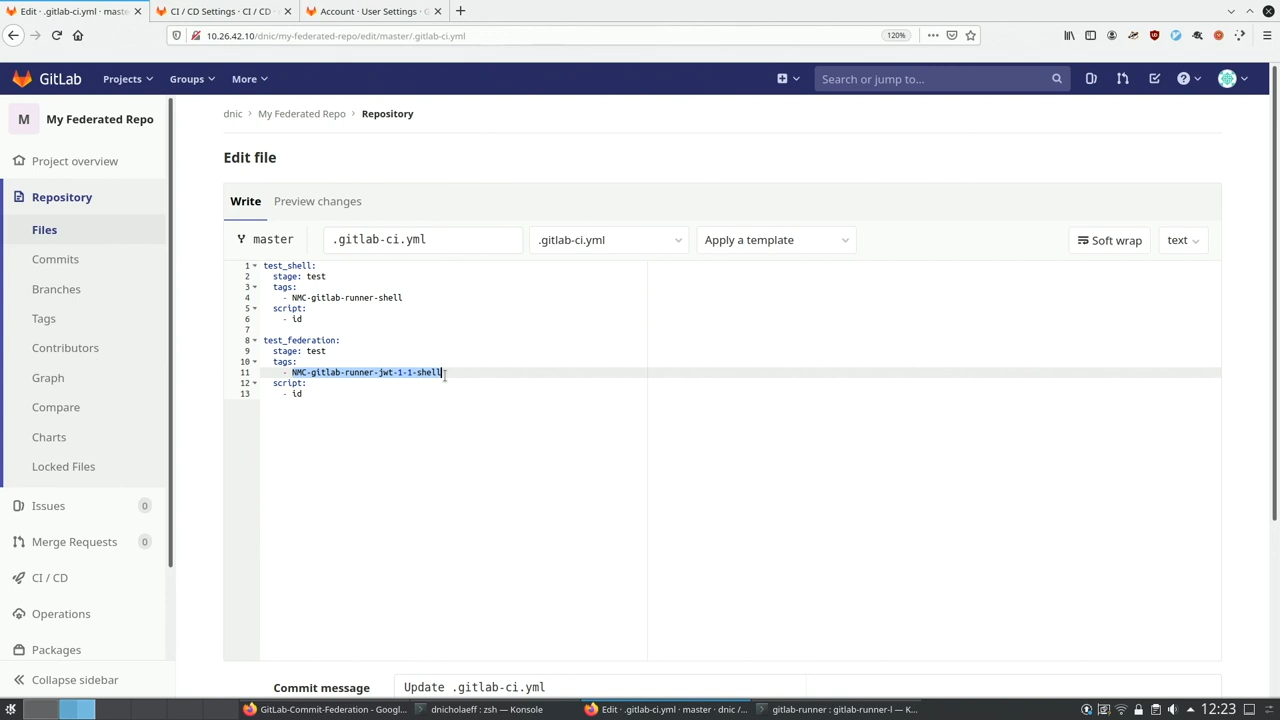 Edit · .gitlab-ci.yml · maste
CI / CD Settings · CI / CD ·
Account · User Settings · G
10.26.42.10/dnic/my-federated-repo/edit/master/.gitlab-ci.yml
120%
GitLab
Projects
Groups
More
Search or jump to...
M
My Federated Repo
Project overview
Repository
Files
Commits
Branches
Tags
Contributors
Graph
Compare
Charts
Locked Files
Issues
0
Merge Requests
0
CI / CD
Operations
Packages
Collapse sidebar
dnic > My Federated Repo > Repository
Edit file
Write
Preview changes
master
.gitlab-ci.yml
.gitlab-ci.yml
Apply a template
Soft wrap
text
1 test_shell:
2 stage: test
3 tags:
4 - NMC-gitlab-runner-shell
5 script:
6 - id
7
8 test_federation:
9 stage: test
10 tags:
11 - NMC-gitlab-runner-jwt-1-1-shell
12 script:
13 - id
Commit message
Update .gitlab-ci.yml
GitLab-Commit-Federation - Googl...
dnicholaeff : zsh — Konsole
Edit · .gitlab-ci.yml · master · dnic /...
gitlab-runner : gitlab-runner-l — K...
12:23